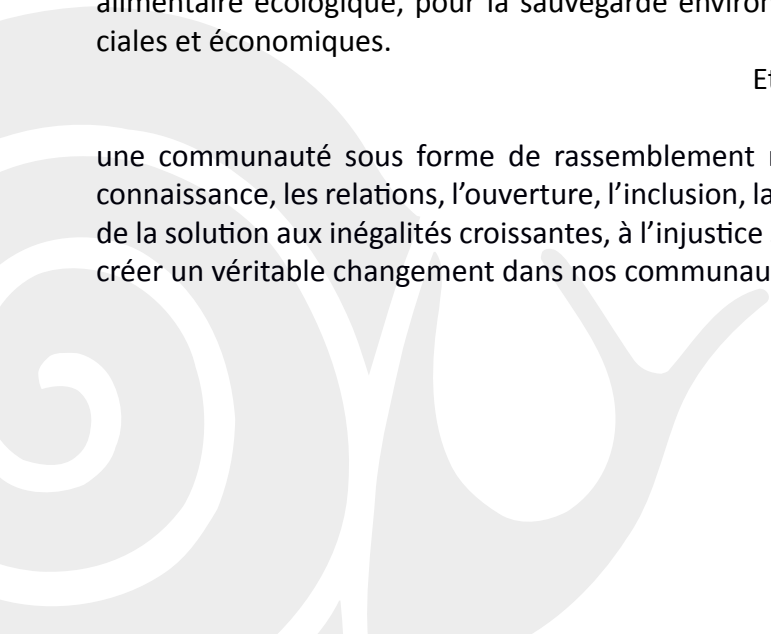 alimentaire écologique, pour la sauvegarde environ
ciales et économiques.
Et
une communauté sous forme de rassemblement
connaissance, les relations, l’ouverture, l’inclusion, la
de la solution aux inégalités croissantes, à l’injustice
créer un véritable changement dans nos communau